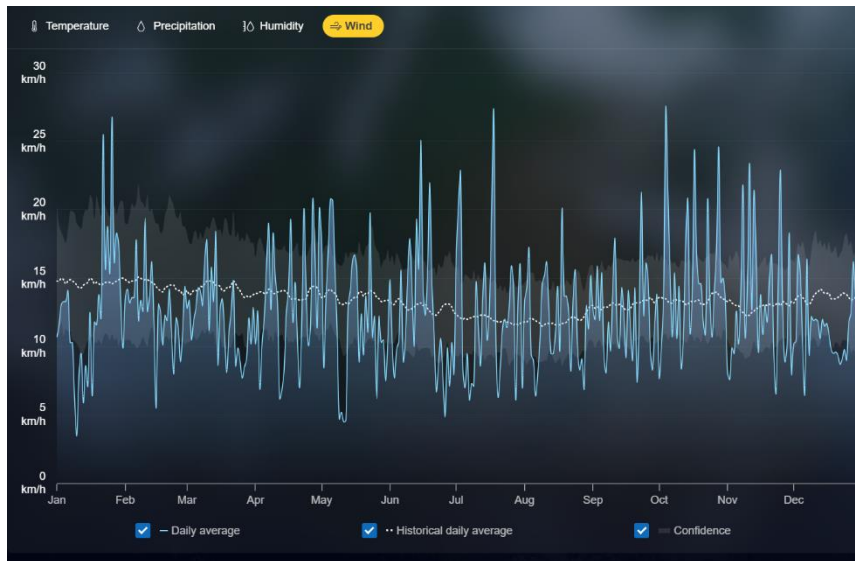 Temperature Precipitation Humidity Wind
30
km/h
25
km/h
20
km/h
15
km/h
10
km/h
5
km/h
0
km/h
Jan Feb Mar Apr May Jun Jul Aug Sep Oct Nov Dec
Daily average Historical daily average Confidence